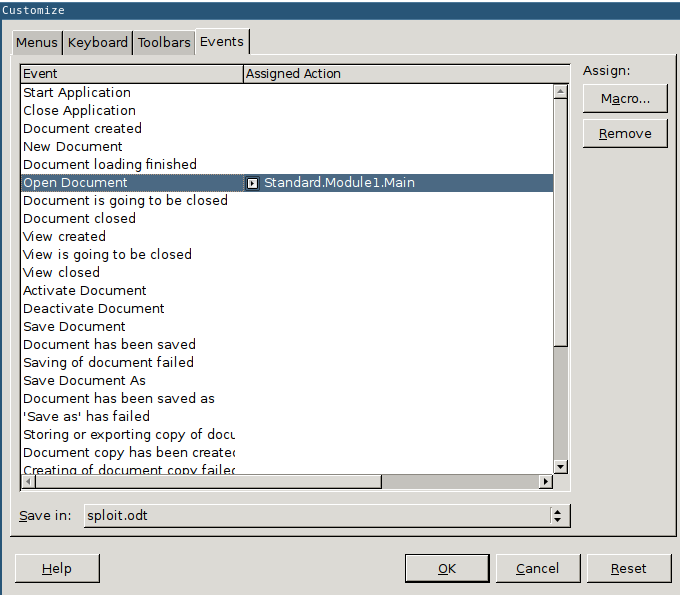 Customize
Menus Keyboard Toolbars Events
Event Assigned Action
Assign:
Start Application
Macro...
Close Application
Document created
Remove
New Document
Document loading finished
Open Document Standard.Module1.Main
Document is going to be closed
Document closed
View created
View is going to be closed
View closed
Activate Document
Deactivate Document
Save Document
Document has been saved
Saving of document failed
Save Document As
Document has been saved as
'Save as' has failed
Storing or exporting copy of docu
Document copy has been created
Creating of document copy failed
Save in: sploit.odt
Help OK Cancel Reset